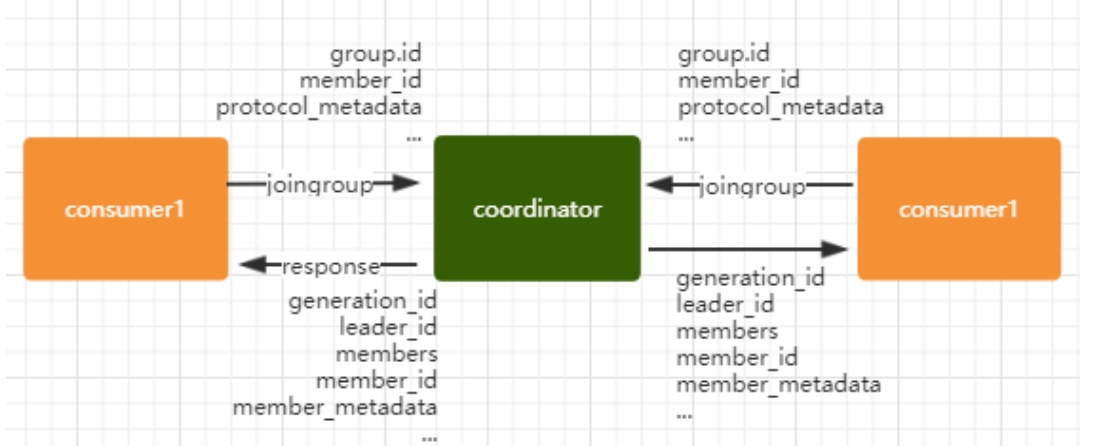 group.id
member_id
protocol_metadata
...
group.id
member_id
protocol_metadata
...
consumer1
joingroup
coordinator
joingroup
consumer1
response
generation_id
leader_id
members
member_id
member_metadata
...
generation_id
leader_id
members
member_id
member_metadata
...